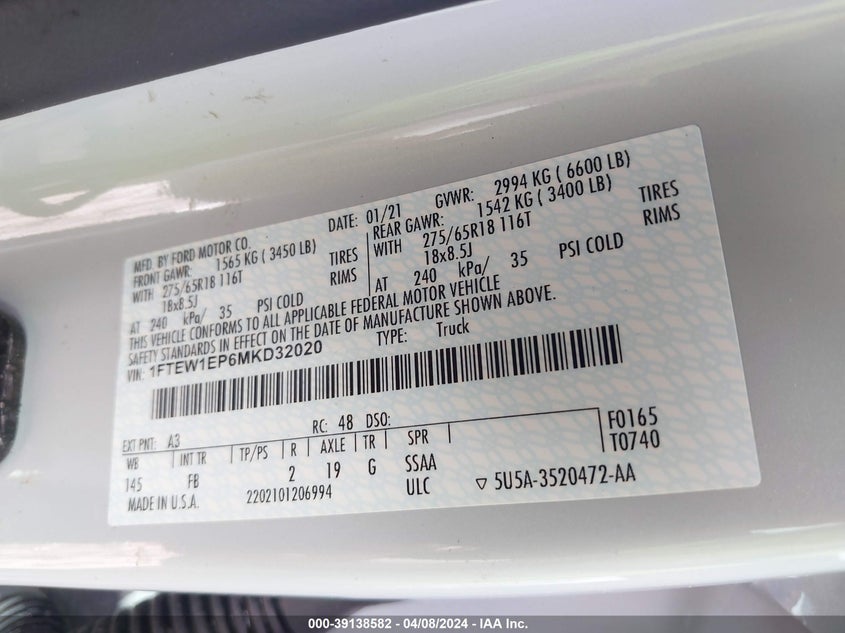 MFD. BY FORD MOTOR CO.
DATE: 01/21 GVWR: 2994 KG ( 6600 LB)
FRONT GAWR: 1565 KG ( 3450 LB)
WITH 275/65R18 116T TIRES
18x8.5J RIMS
AT 240 kPa/ 35 PSI COLD
REAR GAWR: 1542 KG ( 3400 LB)
WITH 275/65R18 116T TIRES
18x8.5J RIMS
AT 240 kPa/ 35 PSI COLD
THIS VEHICLE CONFORMS TO ALL APPLICABLE FEDERAL MOTOR VEHICLE
SAFETY STANDARDS IN EFFECT ON THE DATE OF MANUFACTURE SHOWN ABOVE.
VIN: 1FTEW1EP6MKD32020 TYPE: Truck
EXT PNT: A3 RC: 48 DSO: F0165
WB INT TR TP/PS R AXLE TR SPR T0740
145 FB 2 19 G SSAA
MADE IN U.S.A. 2202101206994 ULC ▽ 5U5A-3520472-AA
000-39138582 - 04/08/2024 - IAA Inc.